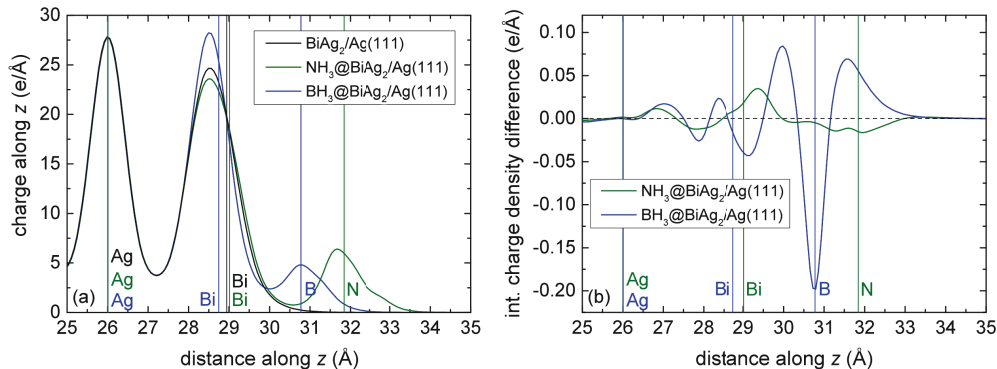 30
25
20
15
10
5
0
charge along z (e/Å)
BiAg₂/Ag(111)
NH₃@BiAg₂/Ag(111)
BH₃@BiAg₂/Ag(111)
Ag
Ag
Ag
Bi
Bi
Bi
B
N
(a)
25 26 27 28 29 30 31 32 33 34 35
distance along z (Å)
0.10
0.05
0.00
-0.05
-0.10
-0.15
-0.20
int. charge density difference (e/Å)
NH₃@BiAg₂/Ag(111)
BH₃@BiAg₂/Ag(111)
Ag
Ag
Bi
Bi
B
N
(b)
25 26 27 28 29 30 31 32 33 34 35
distance along z (Å)